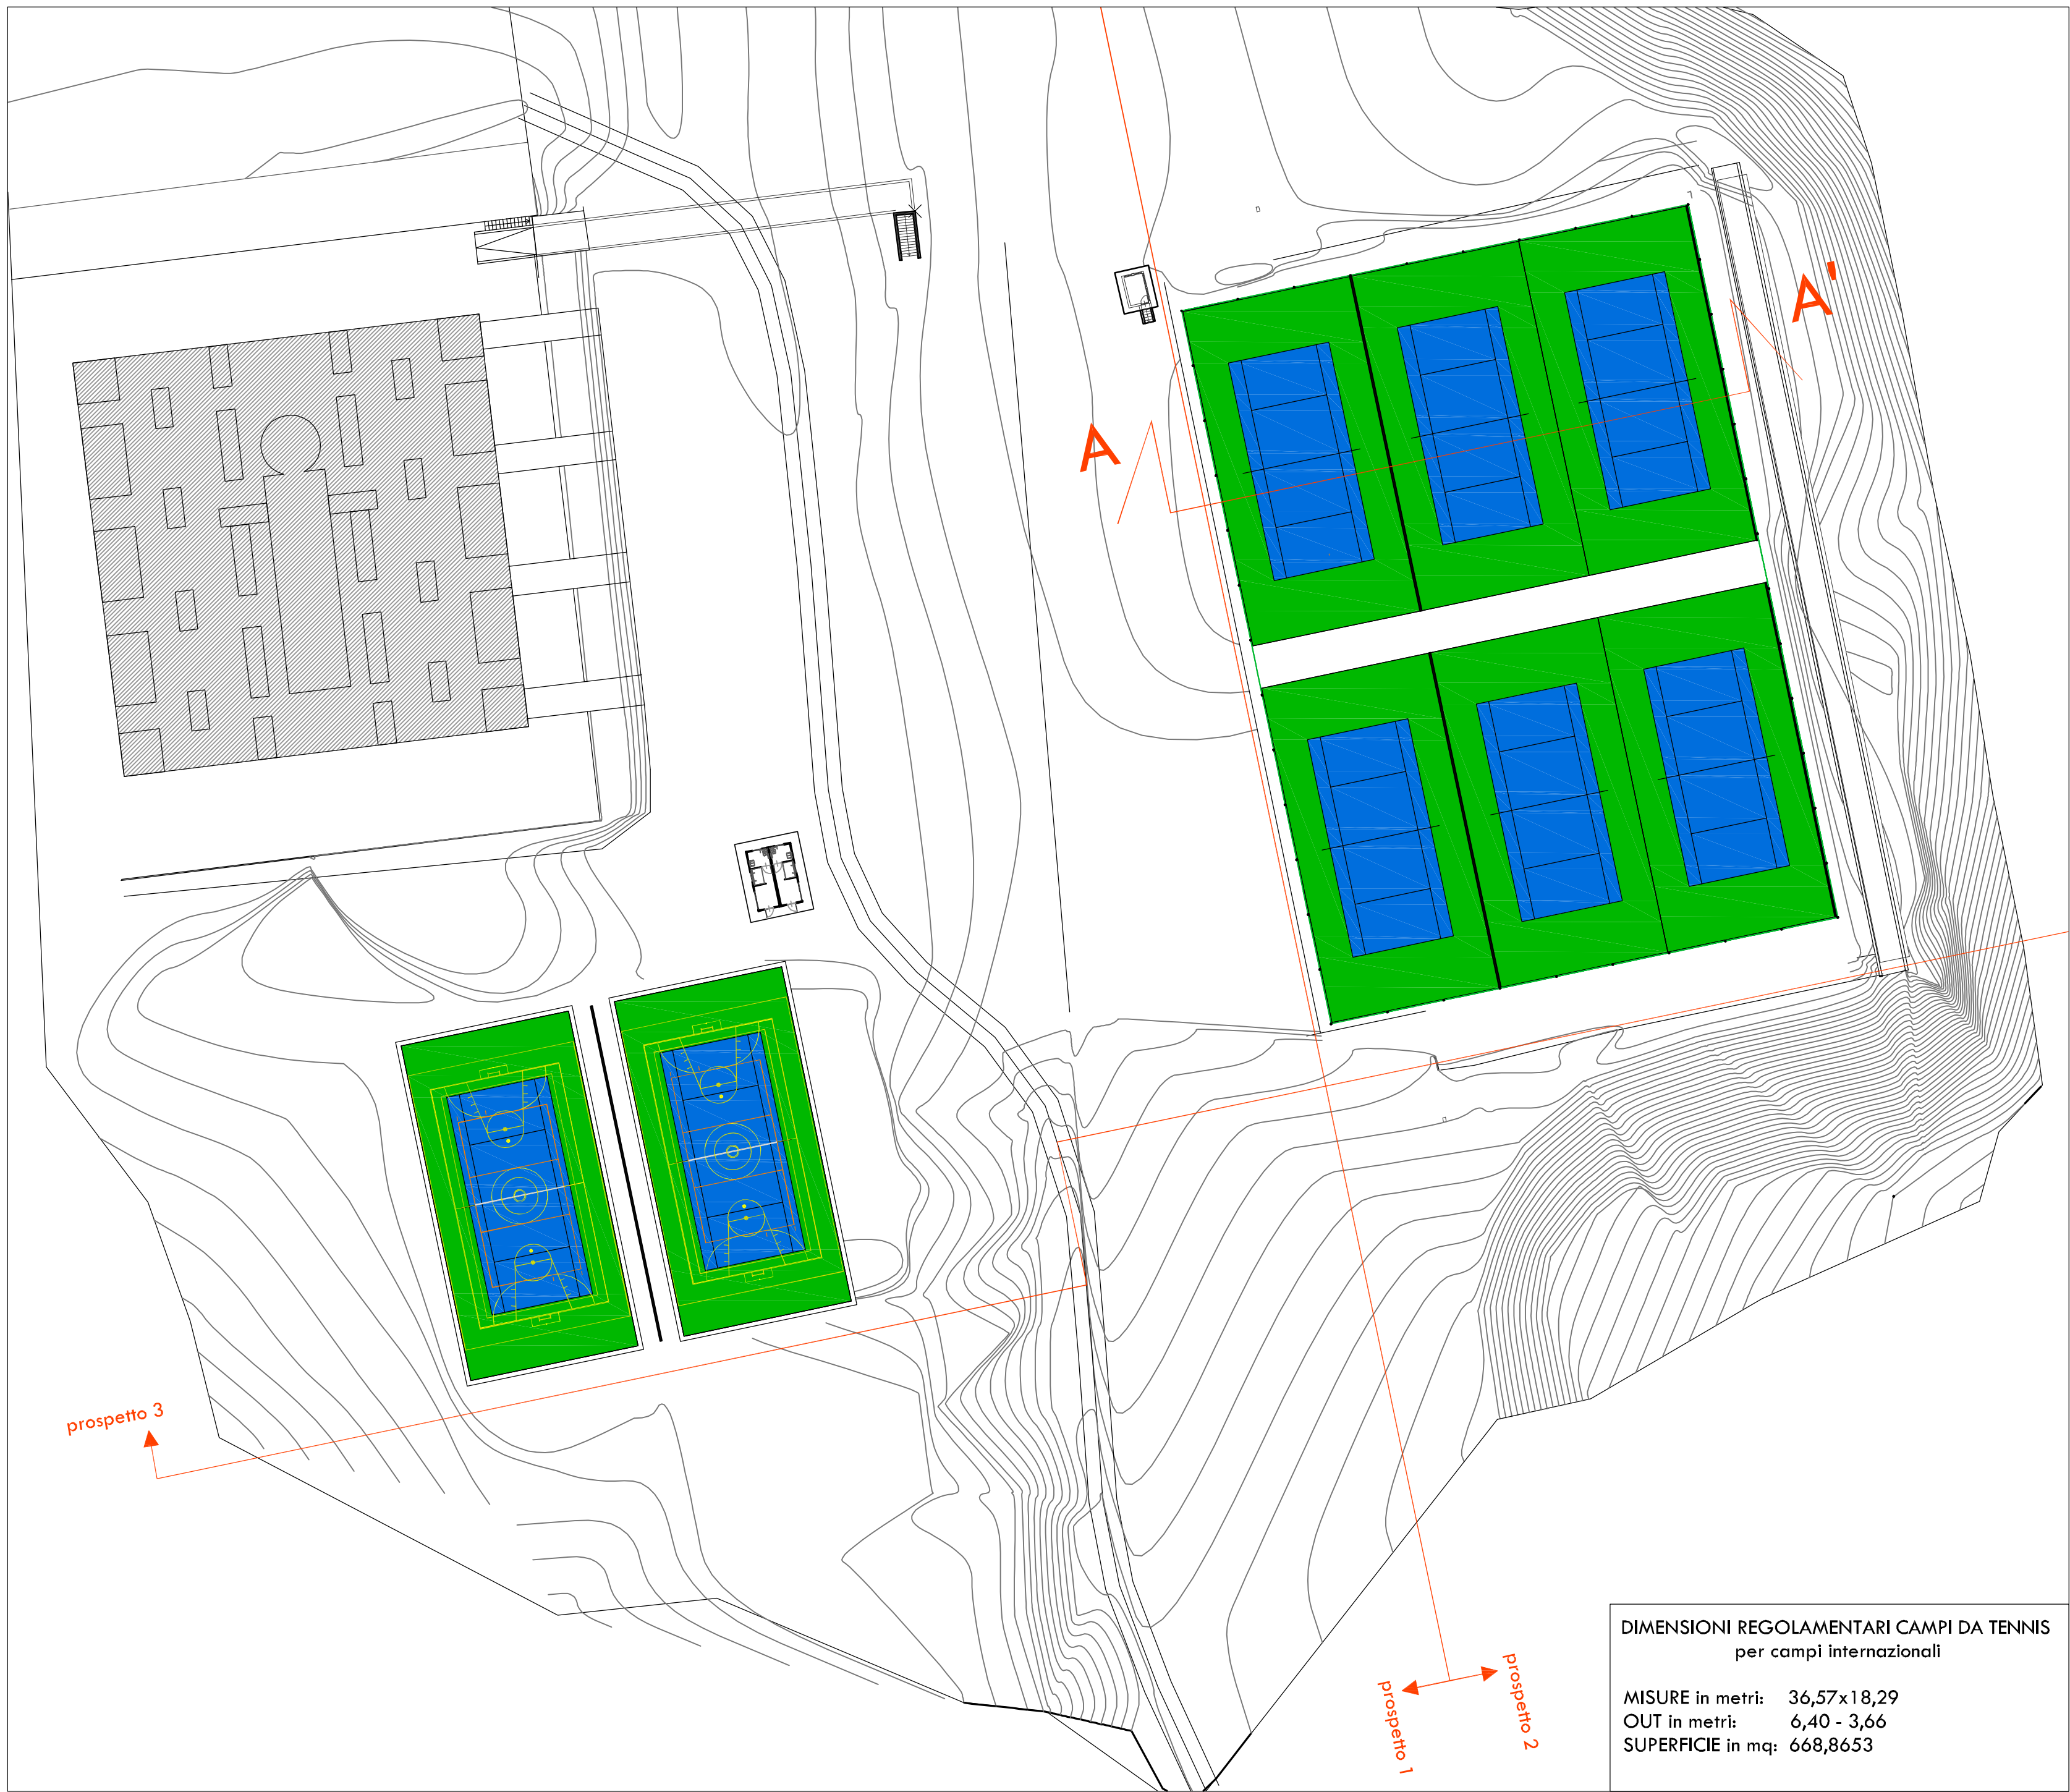 A'
A
prospetto 3
prospetto 1
prospetto 2
DIMENSIONI REGOLAMENTARI CAMPI DA TENNIS
per campi internazionali
MISURE in metri: 36,57x18,29
OUT in metri: 6,40 - 3,66
SUPERFICIE in mq: 668,8653